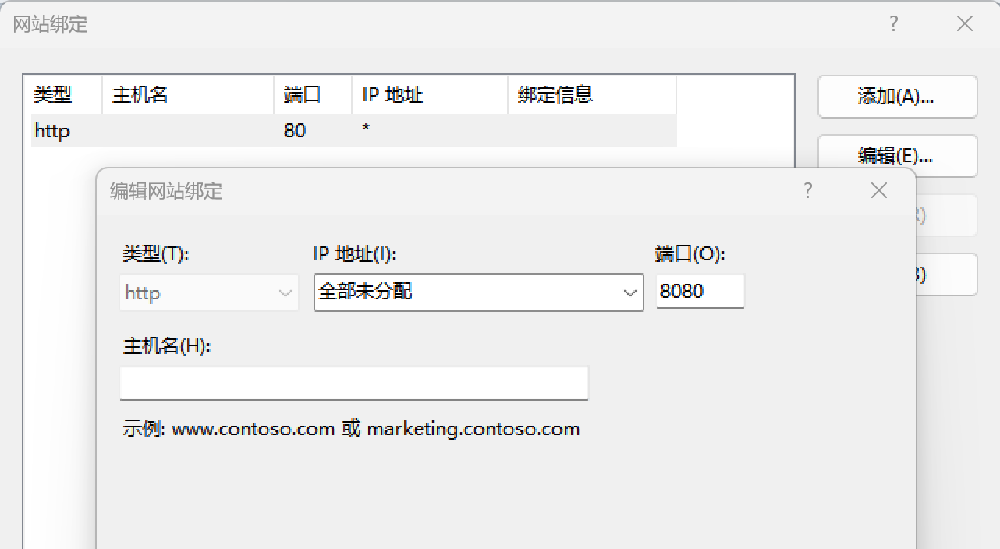 网站绑定
类型 主机名 端口 IP 地址 绑定信息
http 80 *
添加(A)...
编辑(E)...
编辑网站绑定 ?
类型(T): IP 地址(I): 端口(O):
http 全部未分配 8080
主机名(H):
示例: www.contoso.com 或 marketing.contoso.com